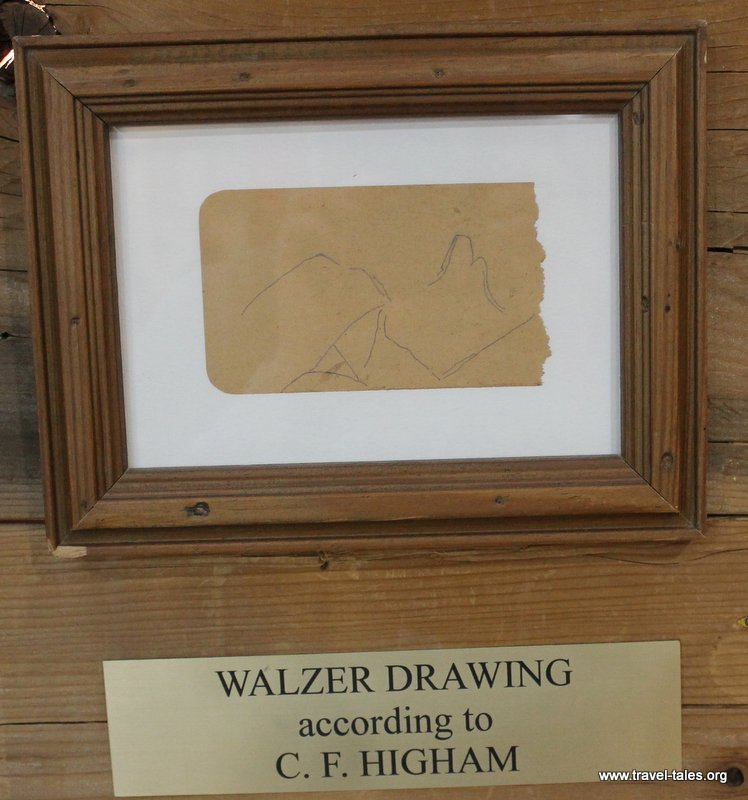 WALZER DRAWING
according to
C. F. HIGHAM
www.travel-tales.org